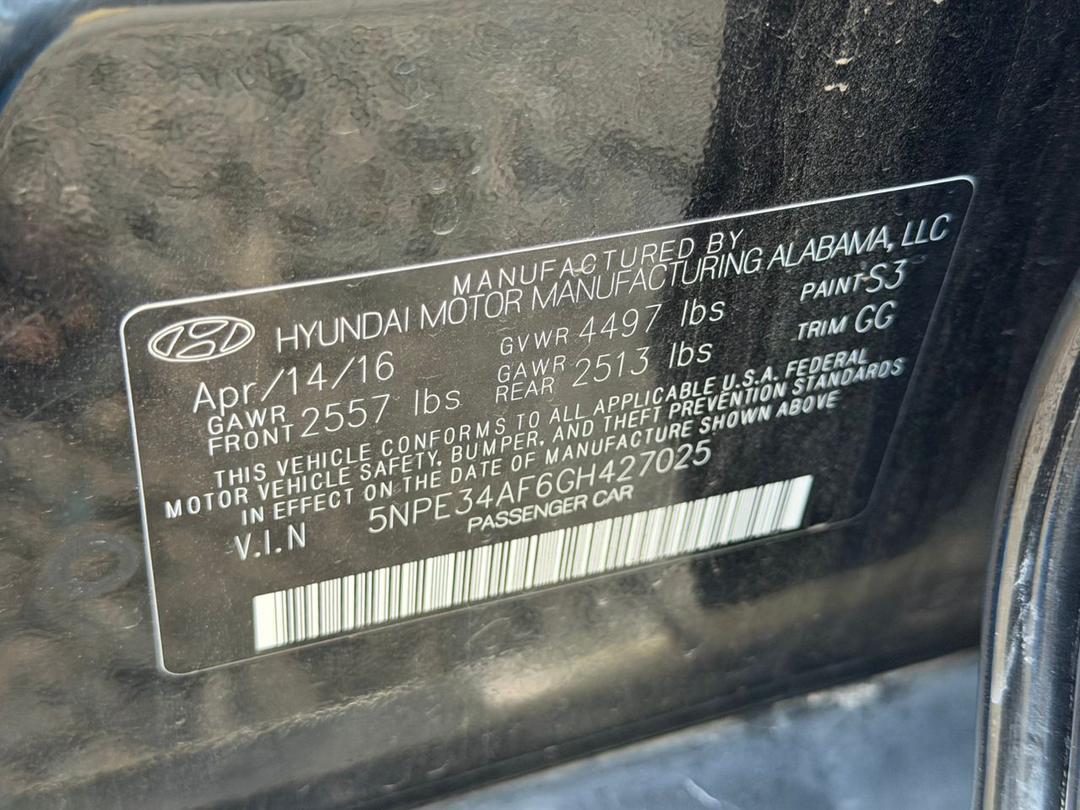 MANUFACTURED BY
HYUNDAI MOTOR MANUFACTURING ALABAMA, LLC
Apr/14/16 GVWR 4497 lbs PAINT S3
GAWR FRONT 2557 lbs GAWR REAR 2513 lbs TRIM GG
THIS VEHICLE CONFORMS TO ALL APPLICABLE U.S.A. FEDERAL
MOTOR VEHICLE SAFETY, BUMPER, AND THEFT PREVENTION STANDARDS
IN EFFECT ON THE DATE OF MANUFACTURE SHOWN ABOVE
V.I.N 5NPE34AF6GH427025
PASSENGER CAR